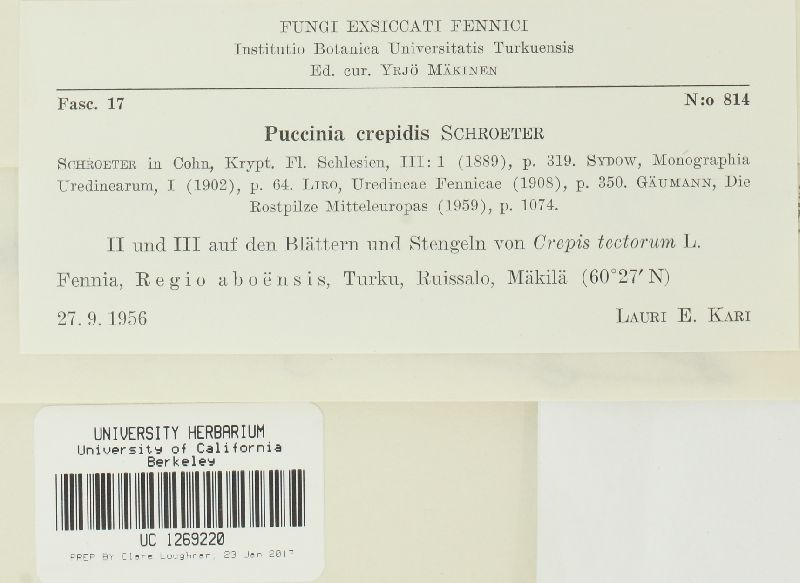 FUNGI EXSICCATI FENNICI
Institutio Botanica Universitatis Turkuensis
Ed. cur. YRJÖ MÄKINEN
Fasc. 17 N:o 814
Puccinia crepidis SCHROETER
SCHROETER in Cohn, Krypt. Fl. Schlesien, III: 1 (1889), p. 319. SYDOW, Monographia
Uredinearum, I (1902), p. 64. LIRO, Uredineae Fennicae (1908), p. 350. GÄUMANN, Die
Rostpilze Mitteleuropas (1959), p. 1074.
II und III auf den Blättern und Stengeln von Crepis tectorum L.
Fennia, Regio aboënsis, Turku, Ruissalo, Mäkilä (60°27′ N)
27. 9. 1956 LAURI E. KARI
UNIVERSITY HERBARIUM
University of California
Berkeley
UC 1269220
PREP BY Clare Loughran, 23 Jan 2017